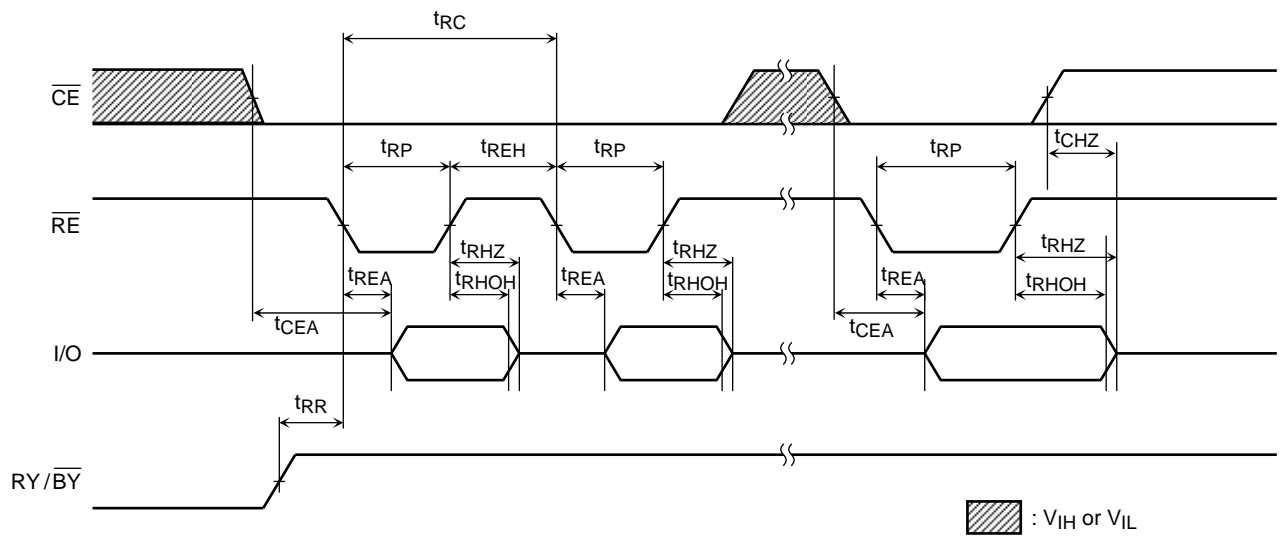 tRC
CE
tCHZ
tRP
tREH
tRP
tRP
RE
tRHZ
tRHZ
tRHZ
tREA
tRHOH
tREA
tRHOH
tREA
tRHOH
tCEA
tCEA
I/O
tRR
RY/BY
: VIH or VIL